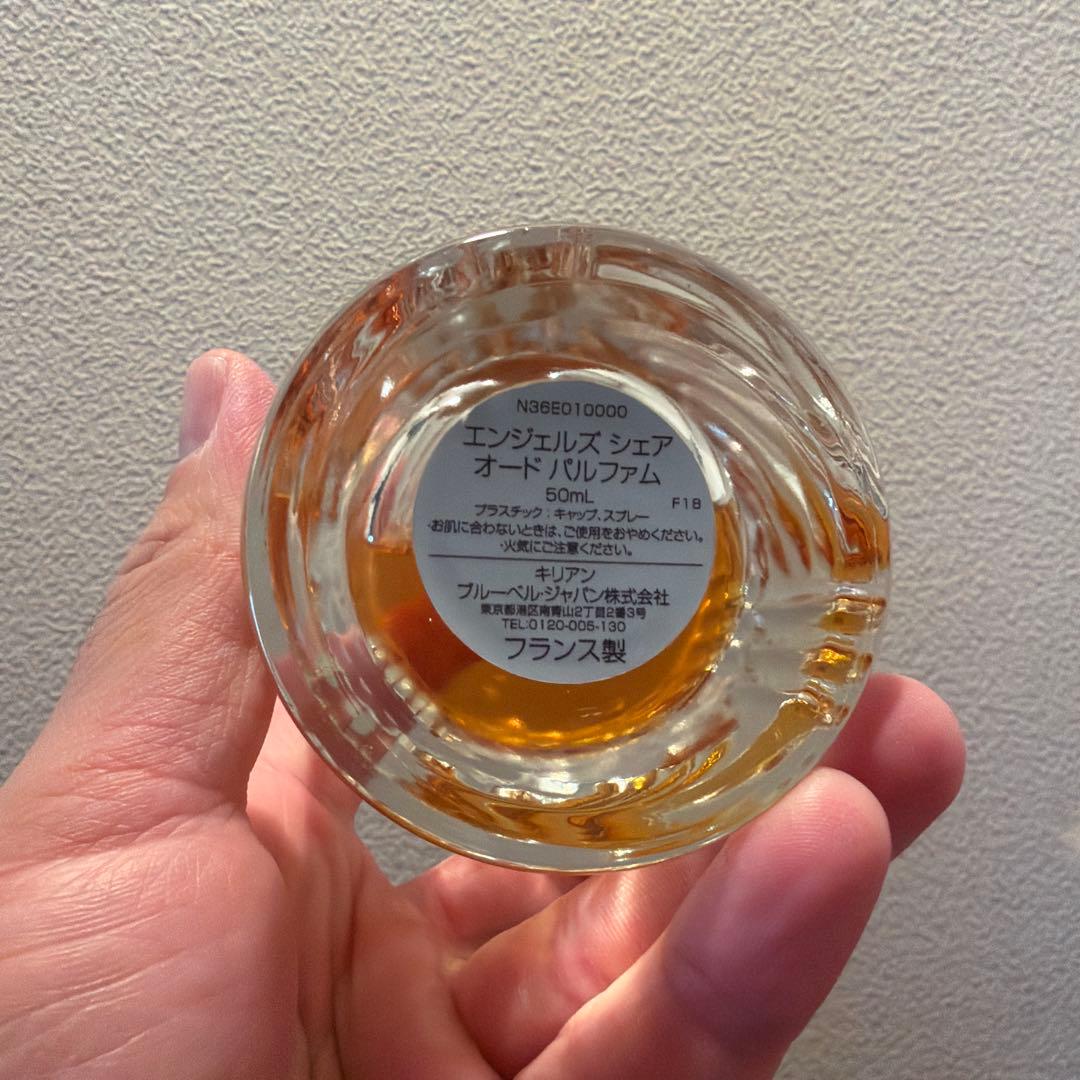 N36E010000
エンジェルズ シェア
オード パルファム
50mL
F1B
プラスチック：キャップ、スプレー
･お肌に合わないときは、ご使用をおやめください。
･火気にご注意ください。
キリアン
ブルーベル･ジャパン株式会社
東京都港区南青山2丁目2番3号
TEL:0120-005-130
フランス製